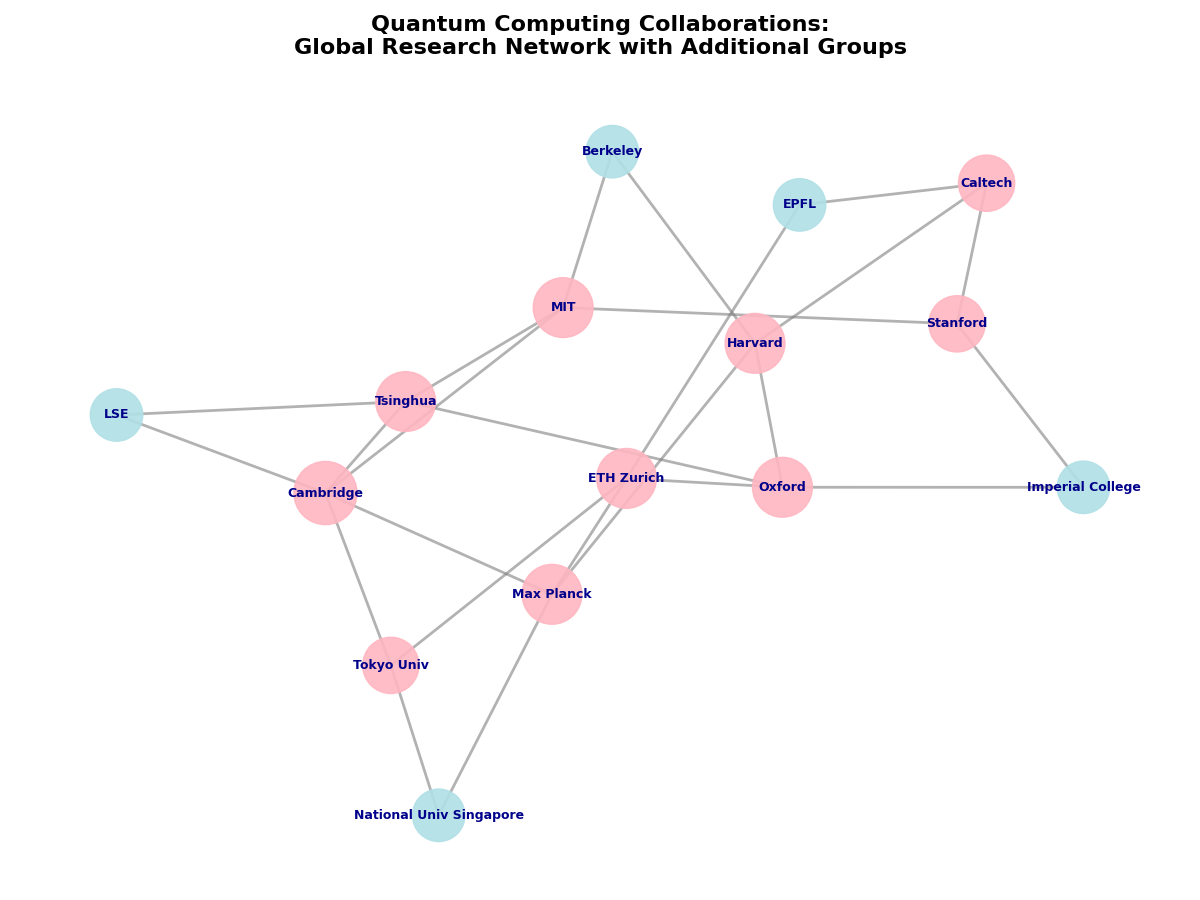 Quantum Computing Collaborations:
Global Research Network with Additional Groups
Berkeley
Caltech
EPFL
MIT
Stanford
Harvard
Tsinghua
LSE
ETH Zurich
Oxford
Imperial College
Cambridge
Max Planck
Tokyo Univ
National Univ Singapore